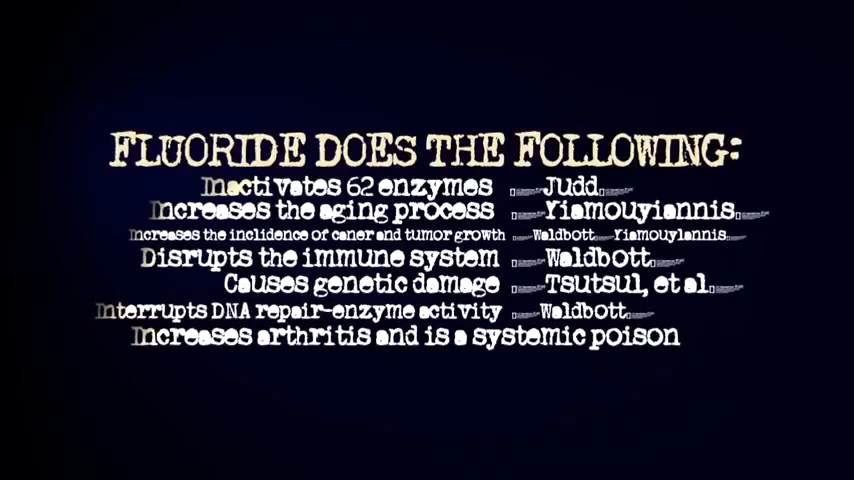 FLUORIDE DOES THE FOLLOWING:
Inactivates 62 enzymes Judd
Increases the aging process Yiamouyiannis
Increases the inclidence of caner and tumor growth Waldbott Yiamouylannis
Disrupts the immune system Waldbott
Causes genetic damage Tsutsul, et al
Interrupts DNA repair-enzyme activity Waldbott
Increases arthritis and is a systemic poison